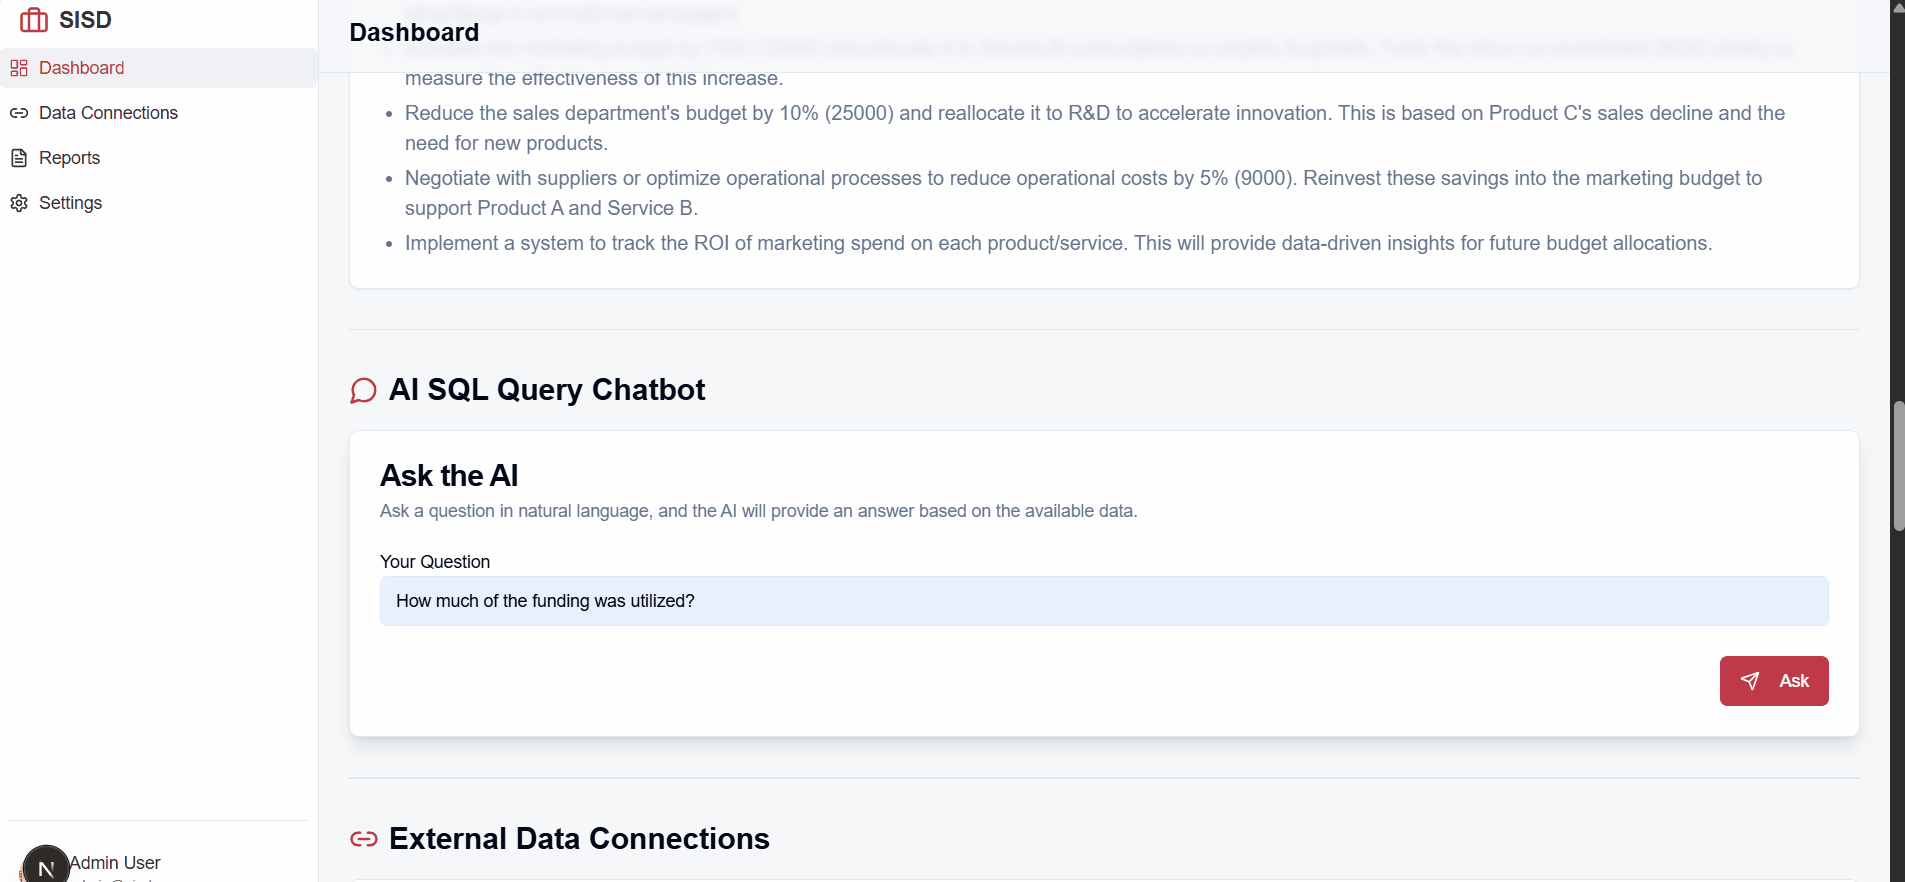 SISD
Dashboard
Data Connections
Reports
Settings
Admin User
N
Dashboard
measure the effectiveness of this increase.
• Reduce the sales department's budget by 10% (25000) and reallocate it to R&D to accelerate innovation. This is based on Product C's sales decline and the
need for new products.
• Negotiate with suppliers or optimize operational processes to reduce operational costs by 5% (9000). Reinvest these savings into the marketing budget to
support Product A and Service B.
• Implement a system to track the ROI of marketing spend on each product/service. This will provide data-driven insights for future budget allocations.
AI SQL Query Chatbot
Ask the AI
Ask a question in natural language, and the AI will provide an answer based on the available data.
Your Question
How much of the funding was utilized?
Ask
External Data Connections